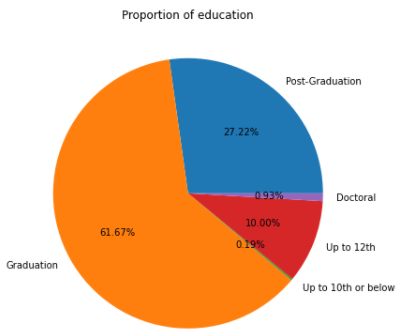 Proportion of education
Post-Graduation
27.22%
0.93%
Doctoral
10.00%
61.67%
0.19%
Up to 12th
Graduation
Up to 10th or below